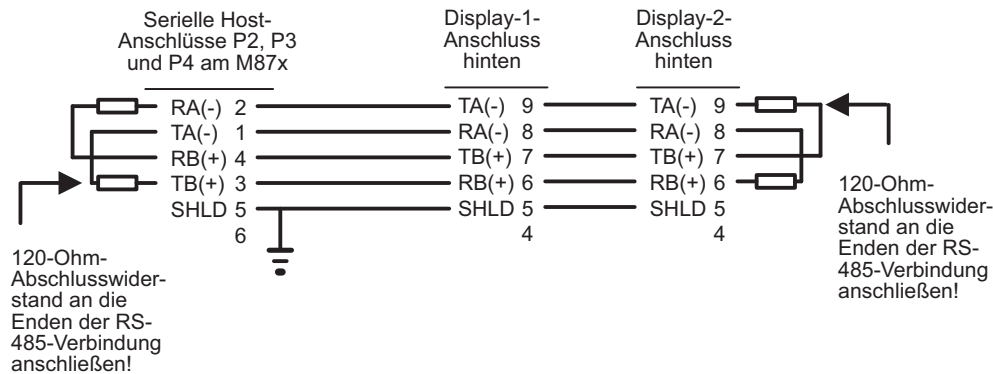 Serielle Host-
Anschlüsse P2, P3
und P4 am M87x
Display-1-
Anschluss
hinten
Display-2-
Anschluss
hinten
RA(-) 2
TA(-) 1
RB(+) 4
TB(+) 3
SHLD 5
6
TA(-) 9
RA(-) 8
TB(+) 7
RB(+) 6
SHLD 5
4
TA(-) 9
RA(-) 8
TB(+) 7
RB(+) 6
SHLD 5
4
120-Ohm-
Abschlusswider-
stand an die
Enden der RS-
485-Verbindung
anschließen!
120-Ohm-
Abschlusswider-
stand an die
Enden der RS-
485-Verbindung
anschließen!